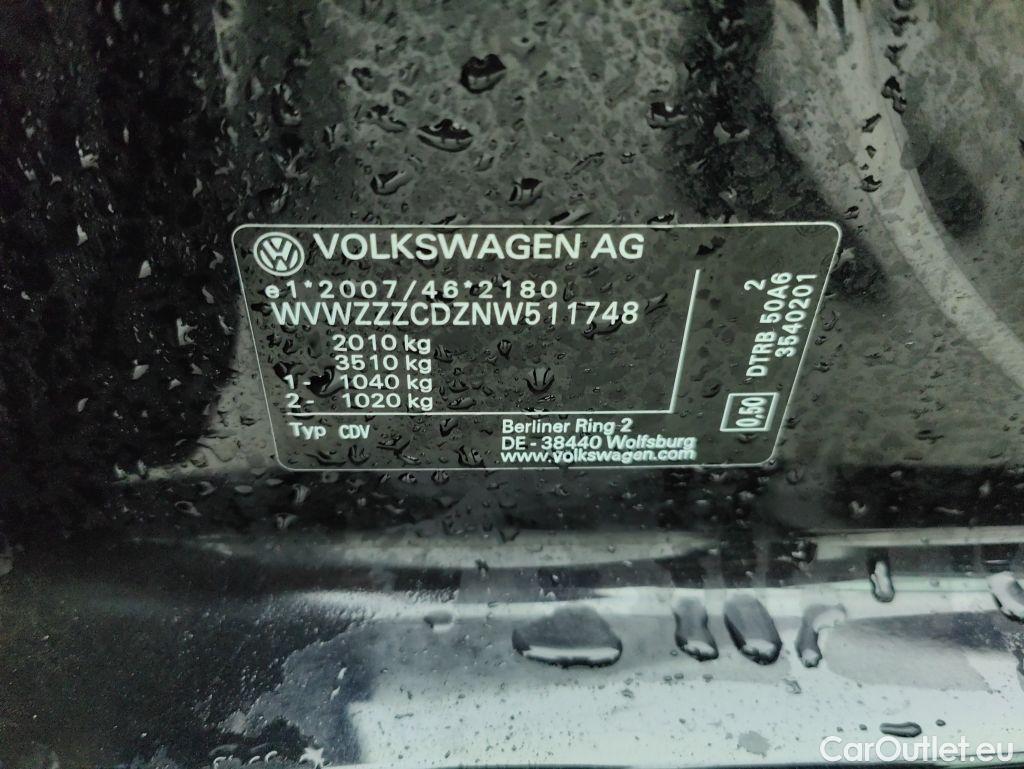 VOLKSWAGEN AG
e1*2007/46*2180
WVWZZZCDZNW511748
2010 kg
3510 kg
1- 1040 kg
2- 1020 kg
Typ CDV
Berliner Ring 2
DE - 38440 Wolfsburg
www.volkswagen.com
0,50
DTRB 50A6 2
3540201
CarOutlet.eu